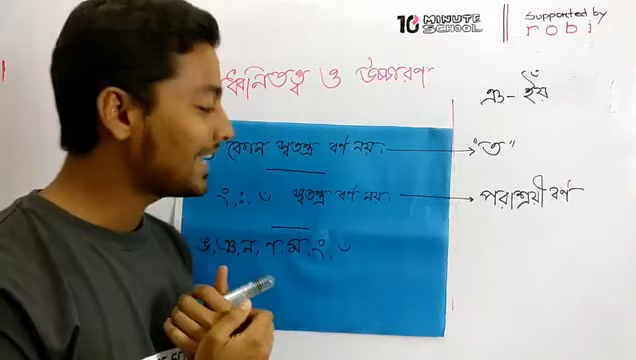 10 MINUTE SCHOOL
supported by
robi
ধ্বনিতত্ত্ব ও উচ্চারণ
ঞ - ইয়ঁ
কোন স্বতন্ত্র বর্ণ নয়। "ত"
ং, ঃ, ঁ স্বতন্ত্র বর্ণ নয়। পরাশ্রয়ী বর্ণ
ঙ, ঞ, ন, ণ, ম, ং, ঁ